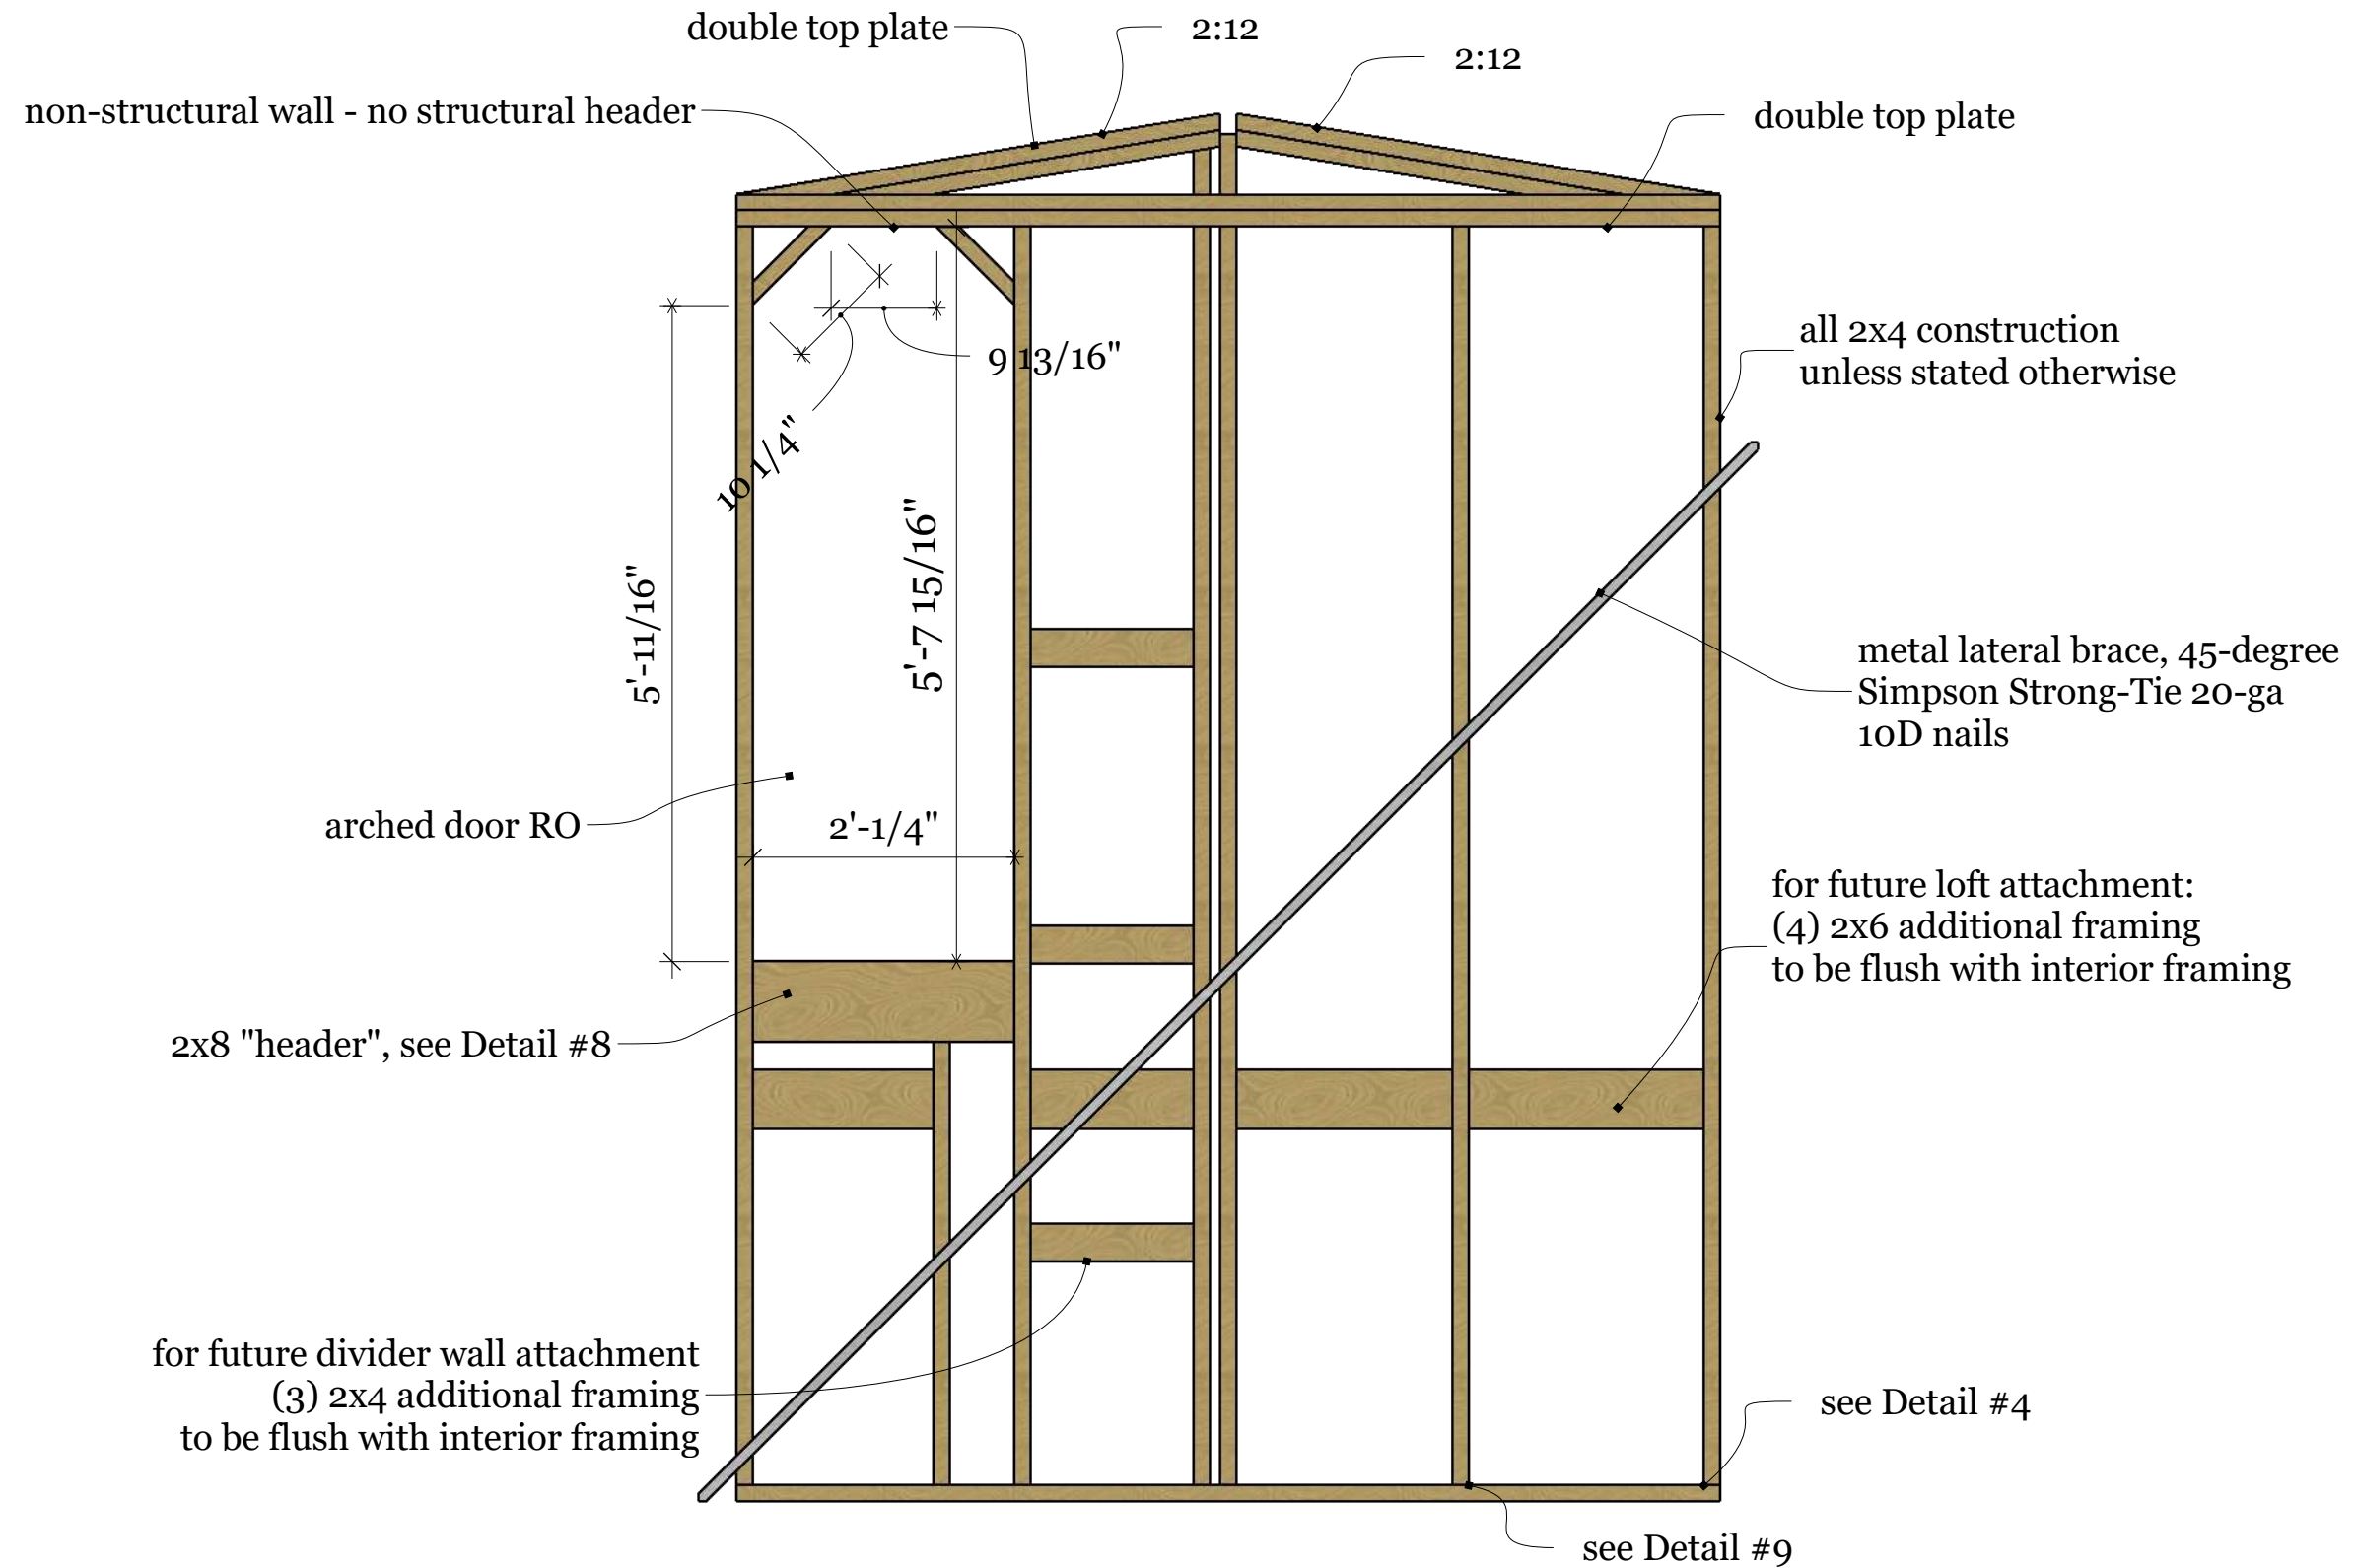 double top plate
2:12
2:12
non-structural wall - no structural header
double top plate
all 2x4 construction
unless stated otherwise
9 13/16"
10 1/4"
5'-11/16"
5'-7 15/16"
metal lateral brace, 45-degree
Simpson Strong-Tie 20-ga
10D nails
arched door RO
2'-1/4"
for future loft attachment:
(4) 2x6 additional framing
to be flush with interior framing
2x8 "header", see Detail #8
for future divider wall attachment
(3) 2x4 additional framing
to be flush with interior framing
see Detail #4
see Detail #9